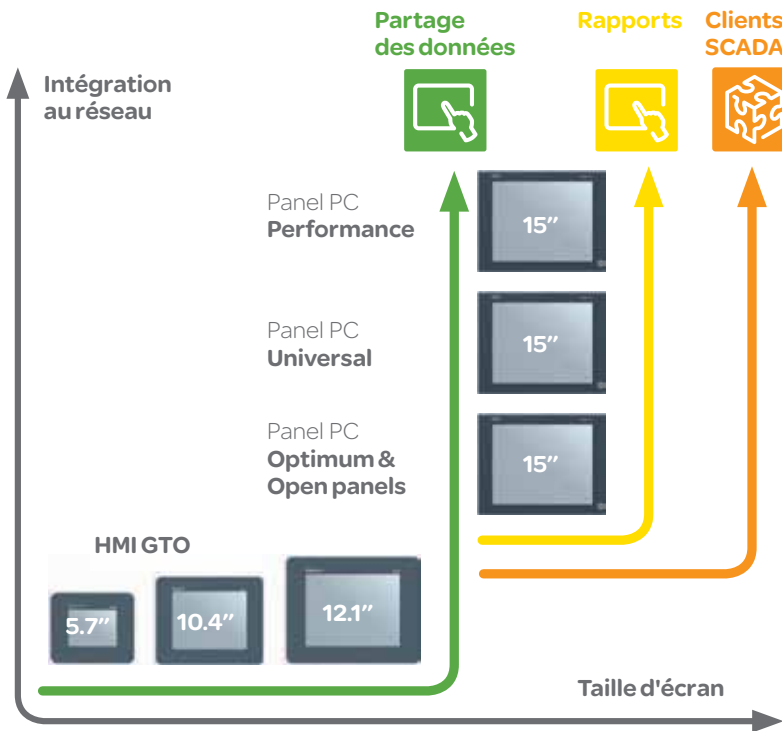 Partage
des données
Rapports
Clients
SCADA
Intégration
au réseau
Panel PC
Performance
15"
Panel PC
Universal
15"
Panel PC
Optimum &
Open panels
15"
HMI GTO
5.7"
10.4"
12.1"
Taille d'écran